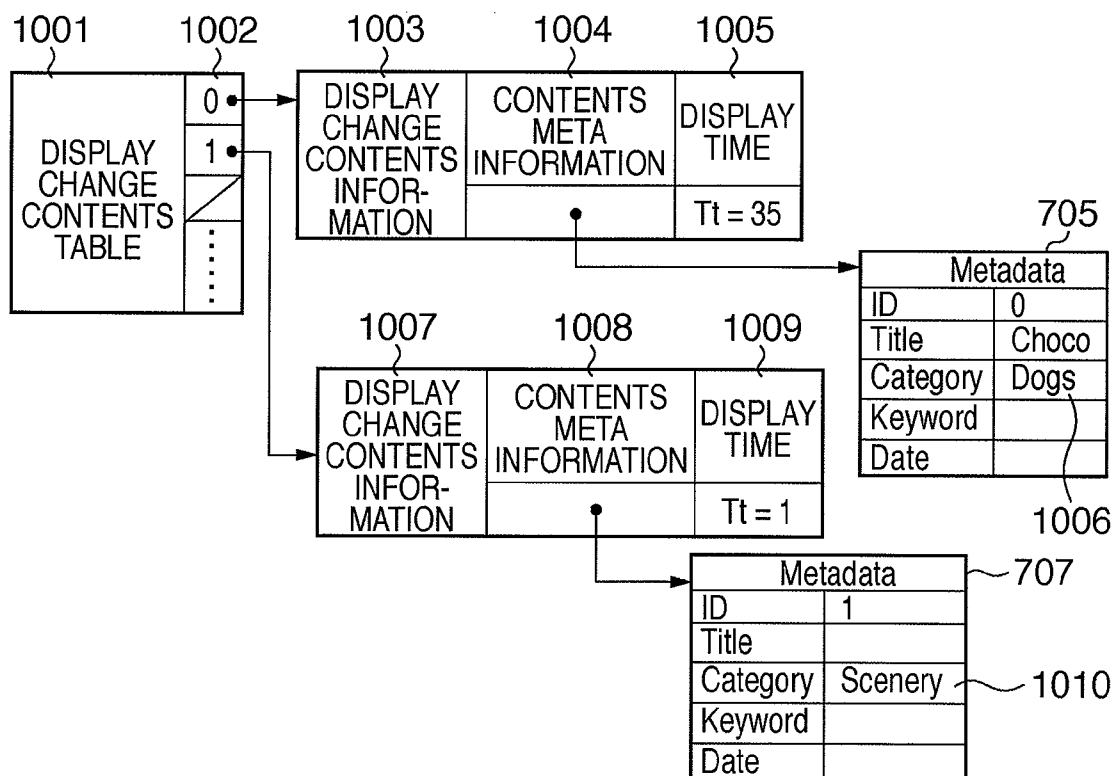 1001 1002 1003 1004 1005
DISPLAY
CHANGE
CONTENTS
TABLE
0
1
DISPLAY
CHANGE
CONTENTS
INFOR-
MATION
CONTENTS
META
INFORMATION
DISPLAY
TIME
Tt = 35
705
Metadata
ID 0
Title Choco
Category Dogs
Keyword
Date
1006
1007 1008 1009
DISPLAY
CHANGE
CONTENTS
INFOR-
MATION
CONTENTS
META
INFORMATION
DISPLAY
TIME
Tt = 1
707
Metadata
ID 1
Title
Category Scenery
1010
Keyword
Date